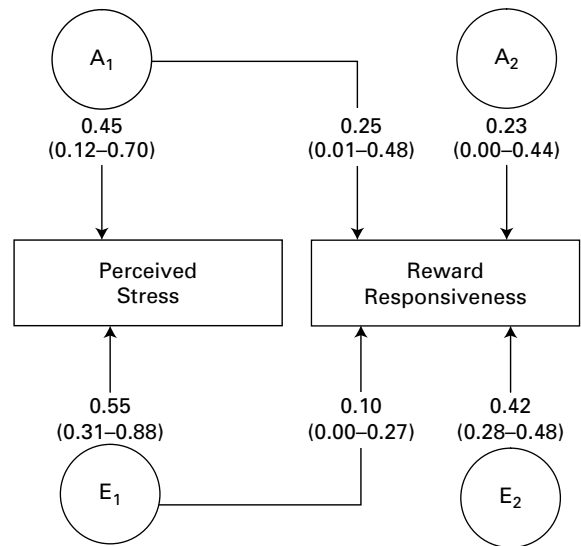 A₁
A₂
0.45
(0.12–0.70)
0.25
(0.01–0.48)
0.23
(0.00–0.44)
Perceived
Stress
Reward
Responsiveness
0.55
(0.31–0.88)
0.10
(0.00–0.27)
0.42
(0.28–0.48)
E₁
E₂